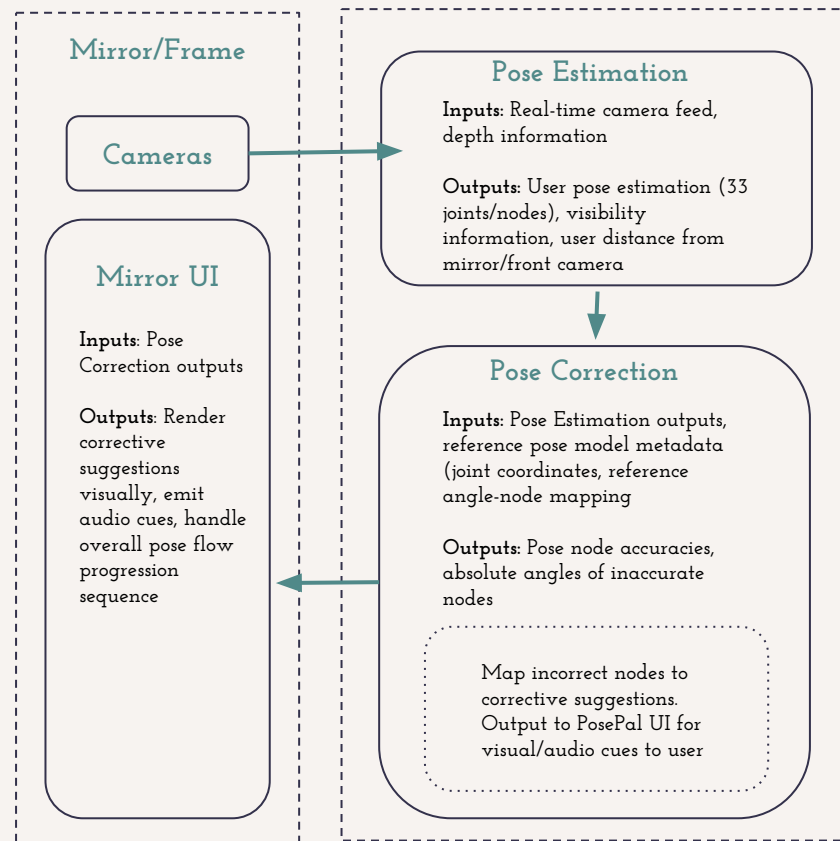 Mirror/Frame
Cameras
Mirror UI
Inputs: Pose
Correction outputs
Outputs: Render
corrective
suggestions
visually, emit
audio cues, handle
overall pose flow
progression
sequence
Pose Estimation
Inputs: Real-time camera feed,
depth information
Outputs: User pose estimation (33
joints/nodes), visibility
information, user distance from
mirror/front camera
Pose Correction
Inputs: Pose Estimation outputs,
reference pose model metadata
(joint coordinates, reference
angle-node mapping
Outputs: Pose node accuracies,
absolute angles of inaccurate
nodes
Map incorrect nodes to
corrective suggestions.
Output to PosePal UI for
visual/audio cues to user